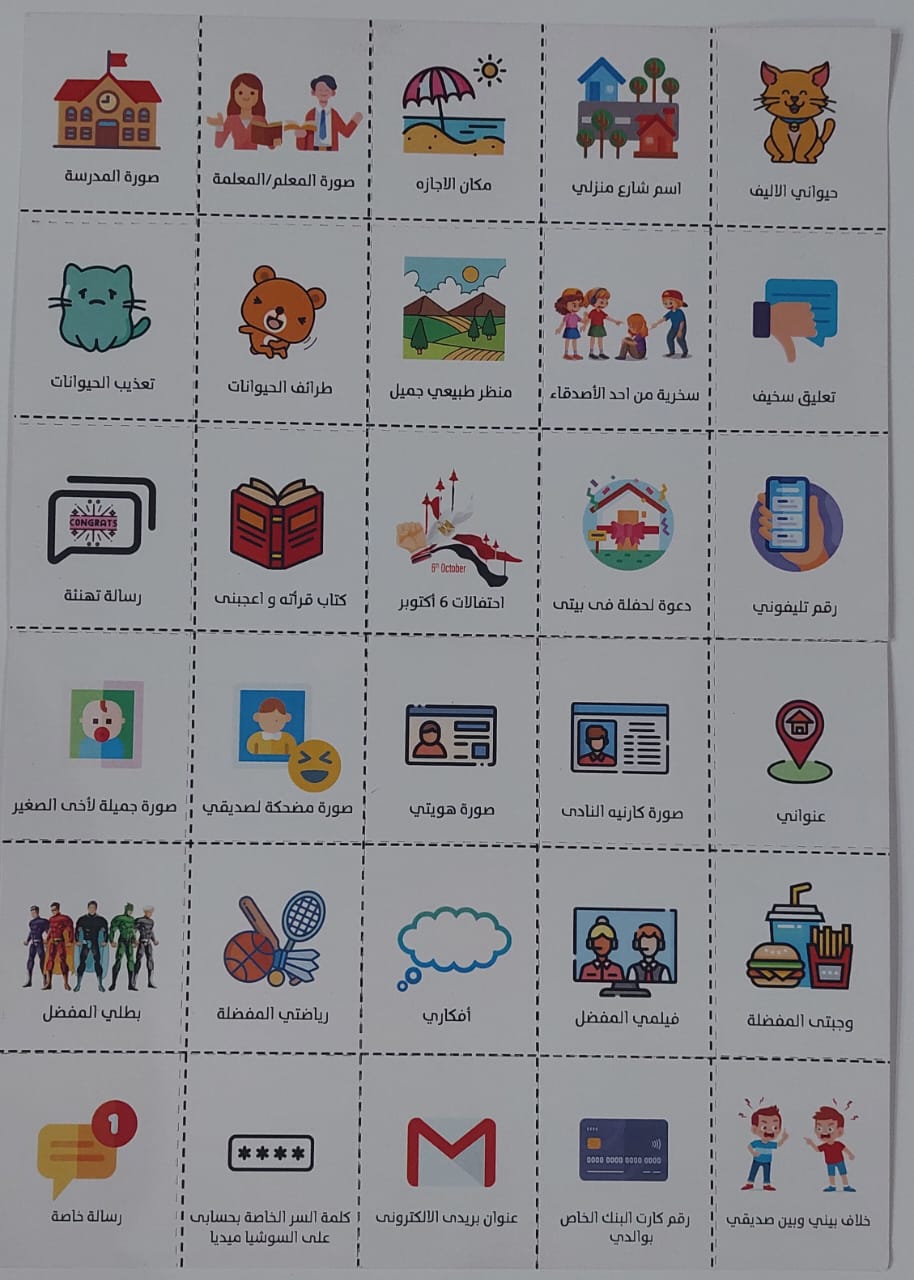 حيواني الاليف
اسم شارع منزلي
مكان الاجازه
صورة المعلم/المعلمة
صورة المدرسة
تعليق سخيف
سخرية من احد الأصدقاء
منظر طبيعي جميل
طرائف الحيوانات
تعذيب الحيوانات
رقم تليفوني
دعوة لحفلة فى بيتى
6th October
احتفالات 6 أكتوبر
كتاب قرأته و اعجبنى
CONGRATS
رسالة تهنئة
عنواني
صورة كارنيه النادى
صورة هويتي
صورة مضحكة لصديقي
صورة جميلة لأخى الصغير
وجبتى المفضلة
فيلمي المفضل
أفكاري
رياضتي المفضلة
بطلي المفضل
خلاف بيني وبين صديقي
0000 0000 0000 0000
رقم كارت البنك الخاص
بوالدي
عنوان بريدى الالكترونى
****
كلمة السر الخاصة بحسابى
على السوشيا ميديا
1
رسالة خاصة